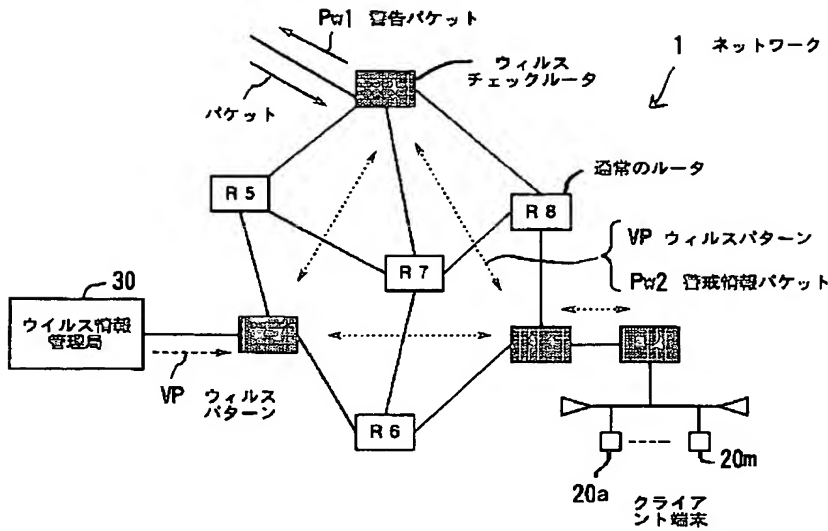 Pw1 警告パケット
1 ネットワーク
ウィルス
チェックルータ
パケット
通常のルータ
R5
R8
VP ウィルスパターン
R7
Pw2 警戒情報パケット
30
ウイルス情報
管理局
VP ウィルス
パターン
R6
20a
20m
クライア
ント端末